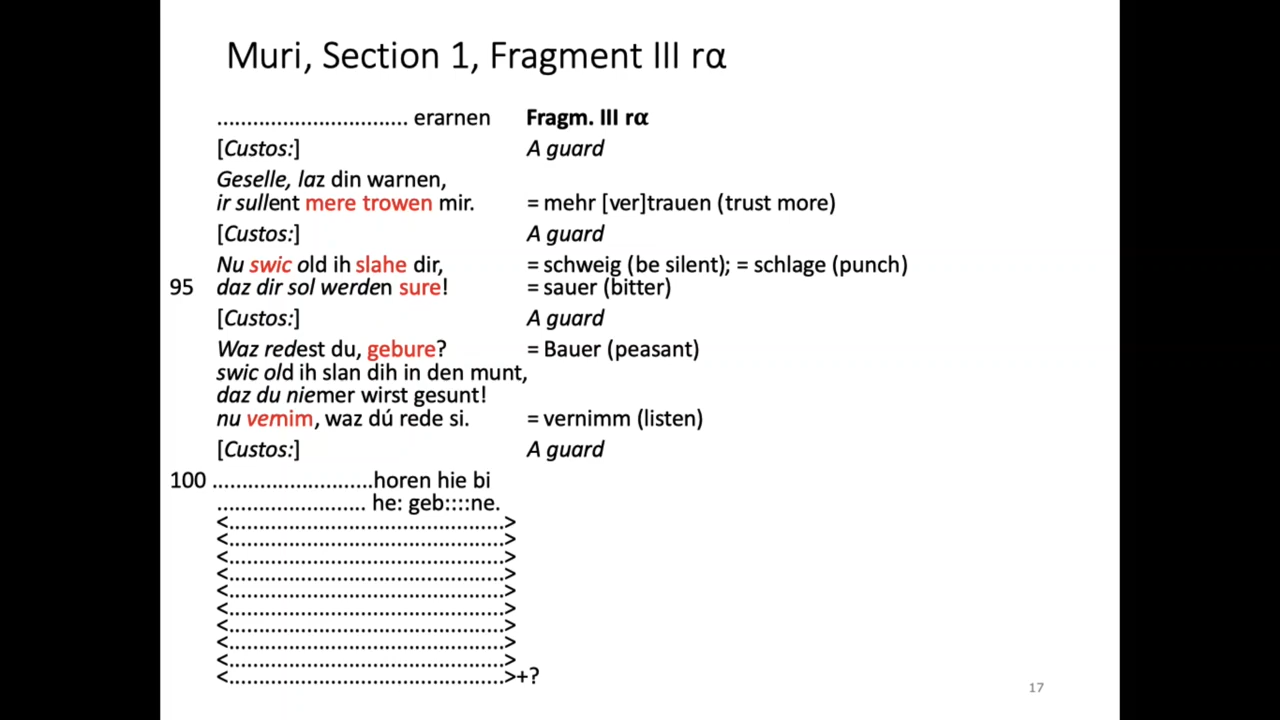 Muri, Section 1, Fragment III rα
................................ erarnen Fragm. III rα
[Custos:] A guard
Geselle, laz din warnen,
ir sullent mere trowen mir. = mehr [ver]trauen (trust more)
[Custos:] A guard
Nu swic old ih slahe dir, = schweig (be silent); = schlage (punch)
95 daz dir sol werden sure! = sauer (bitter)
[Custos:] A guard
Waz redest du, gebure? = Bauer (peasant)
swic old ih slan dih in den munt,
daz du niemer wirst gesunt!
nu vernim, waz dú rede si. = vernimm (listen)
[Custos:] A guard
100 ...........................horen hie bi
......................... he: geb::::ne.
<...............................................>
<...............................................>
<...............................................>
<...............................................>
<...............................................>
<...............................................>
<...............................................>
<...............................................>
<...............................................>
<...............................................>+?
17